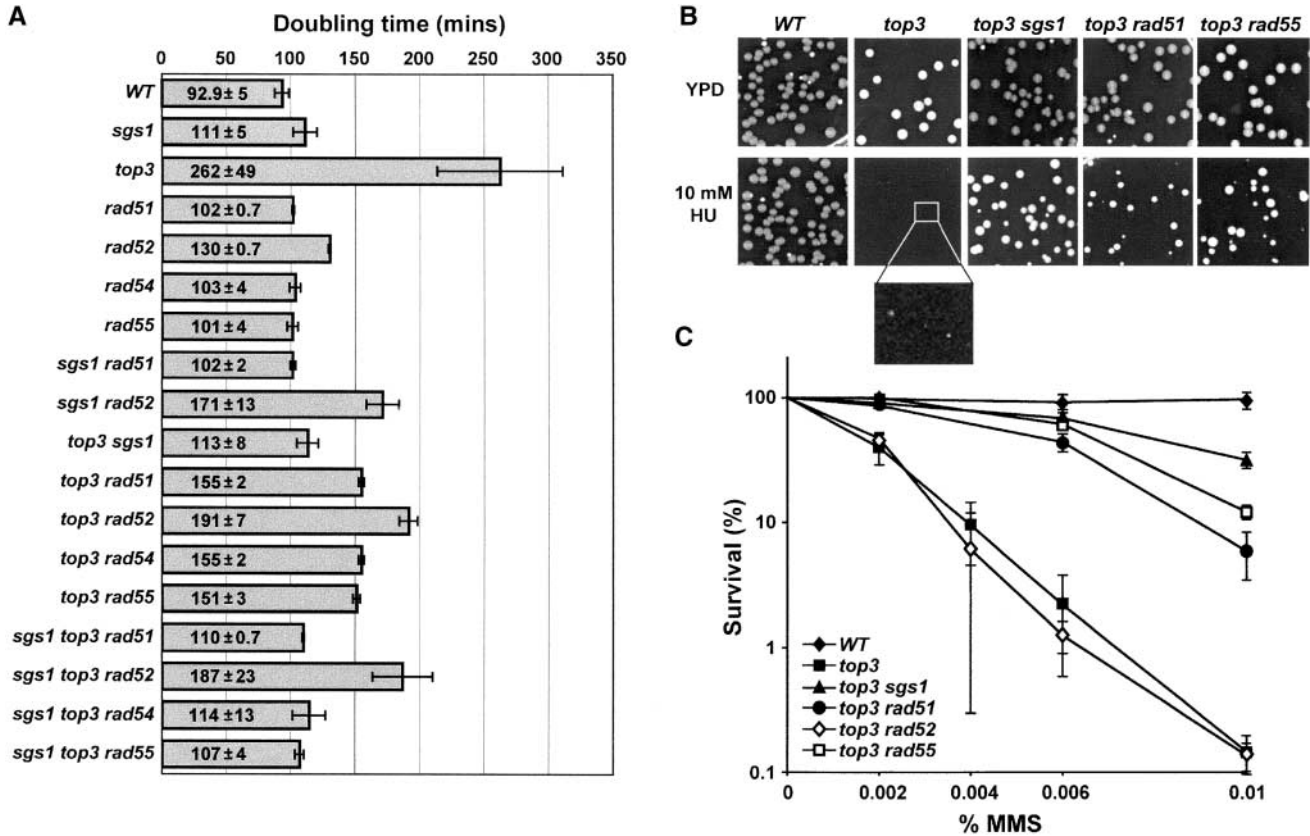 A
Doubling time (mins)
0 50 100 150 200 250 300 350
WT 92.9 ± 5
sgs1 111 ± 5
top3 262 ± 49
rad51 102 ± 0.7
rad52 130 ± 0.7
rad54 103 ± 4
rad55 101 ± 4
sgs1 rad51 102 ± 2
sgs1 rad52 171 ± 13
top3 sgs1 113 ± 8
top3 rad51 155 ± 2
top3 rad52 191 ± 7
top3 rad54 155 ± 2
top3 rad55 151 ± 3
sgs1 top3 rad51 110 ± 0.7
sgs1 top3 rad52 187 ± 23
sgs1 top3 rad54 114 ± 13
sgs1 top3 rad55 107 ± 4
B
WT top3 top3 sgs1 top3 rad51 top3 rad55
YPD
10 mM
HU
C
Survival (%)
100
10
1
0.1
WT
top3
top3 sgs1
top3 rad51
top3 rad52
top3 rad55
0 0.002 0.004 0.006 0.01
% MMS